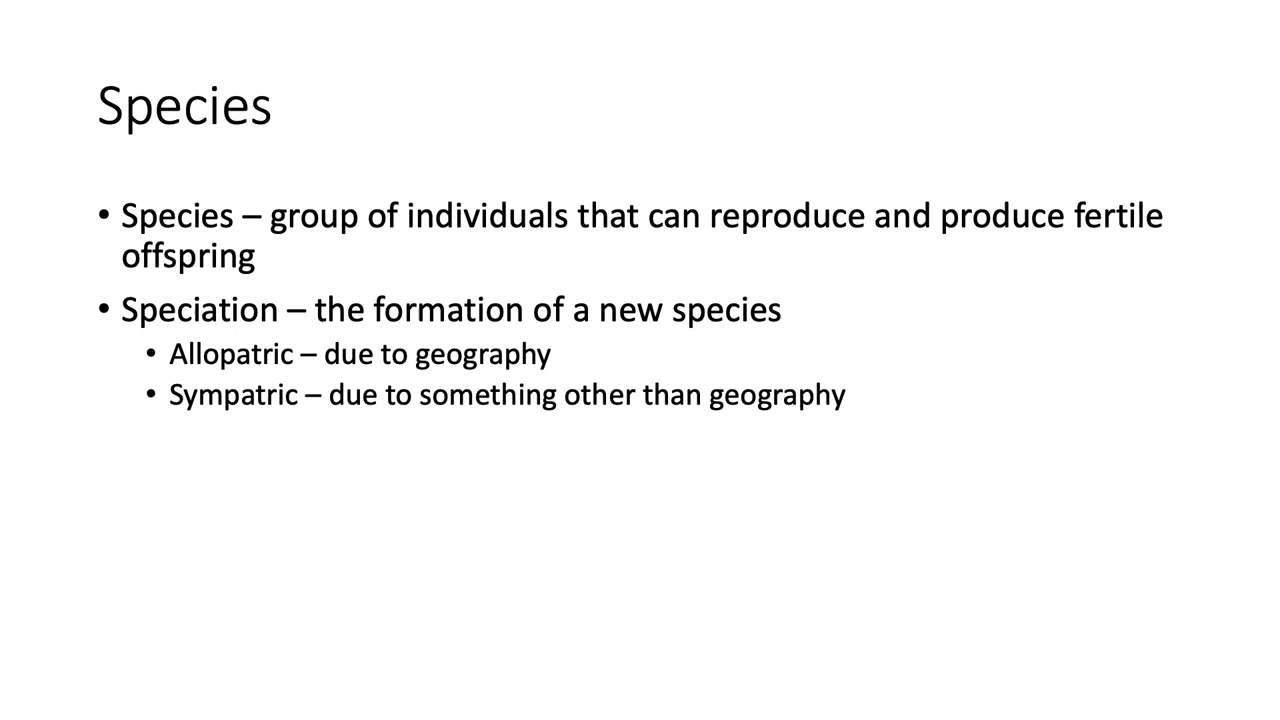 Species
• Species – group of individuals that can reproduce and produce fertile
offspring
• Speciation – the formation of a new species
• Allopatric – due to geography
• Sympatric – due to something other than geography